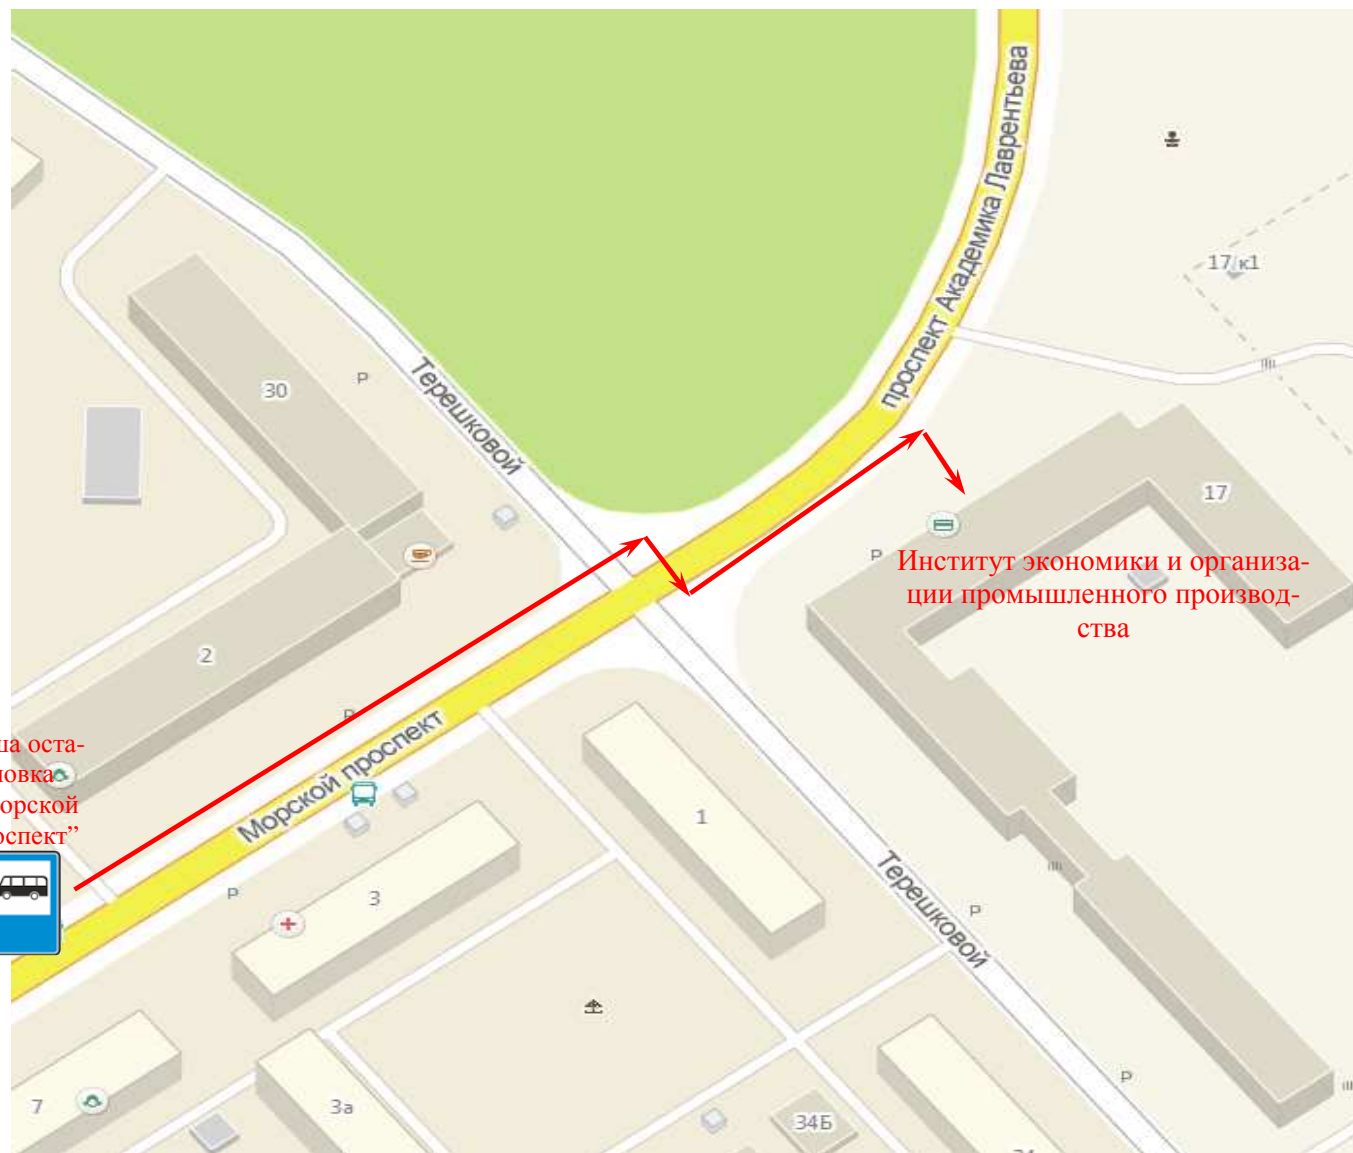 проспект Академика Лаврентьева
17/к1
30
P
Терешковой
17
P
Институт экономики и организа-
ции промышленного производ-
ства
2
P
Морской проспект
1
P
3
Терешковой
P
P
7
3а
34Б